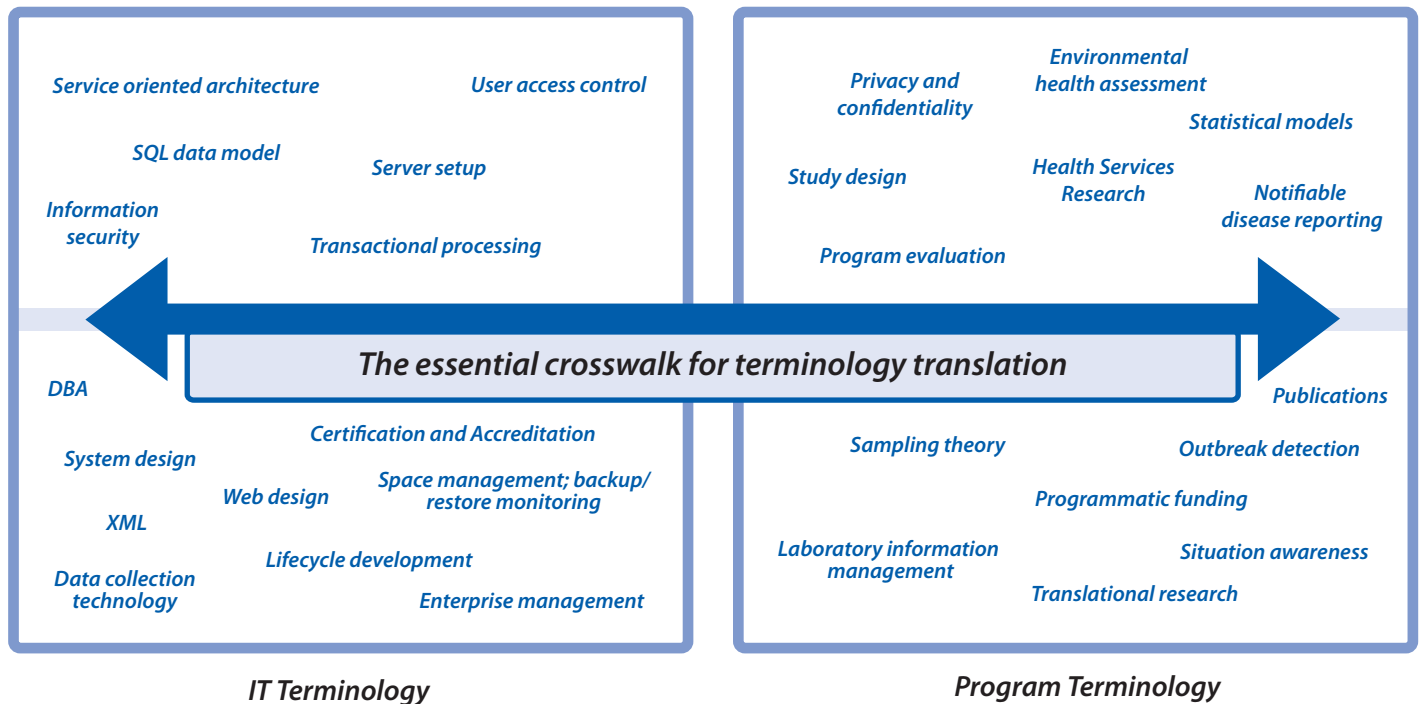 Service oriented architecture
User access control
SQL data model
Server setup
Information
security
Transactional processing
Privacy and
confidentiality
Environmental
health assessment
Statistical models
Study design
Health Services
Research
Notifiable
disease reporting
Program evaluation
The essential crosswalk for terminology translation
DBA
Certification and Accreditation
System design
Space management; backup/
restore monitoring
Web design
XML
Lifecycle development
Data collection
technology
Enterprise management
Publications
Sampling theory
Outbreak detection
Programmatic funding
Laboratory information
management
Situation awareness
Translational research
IT Terminology
Program Terminology